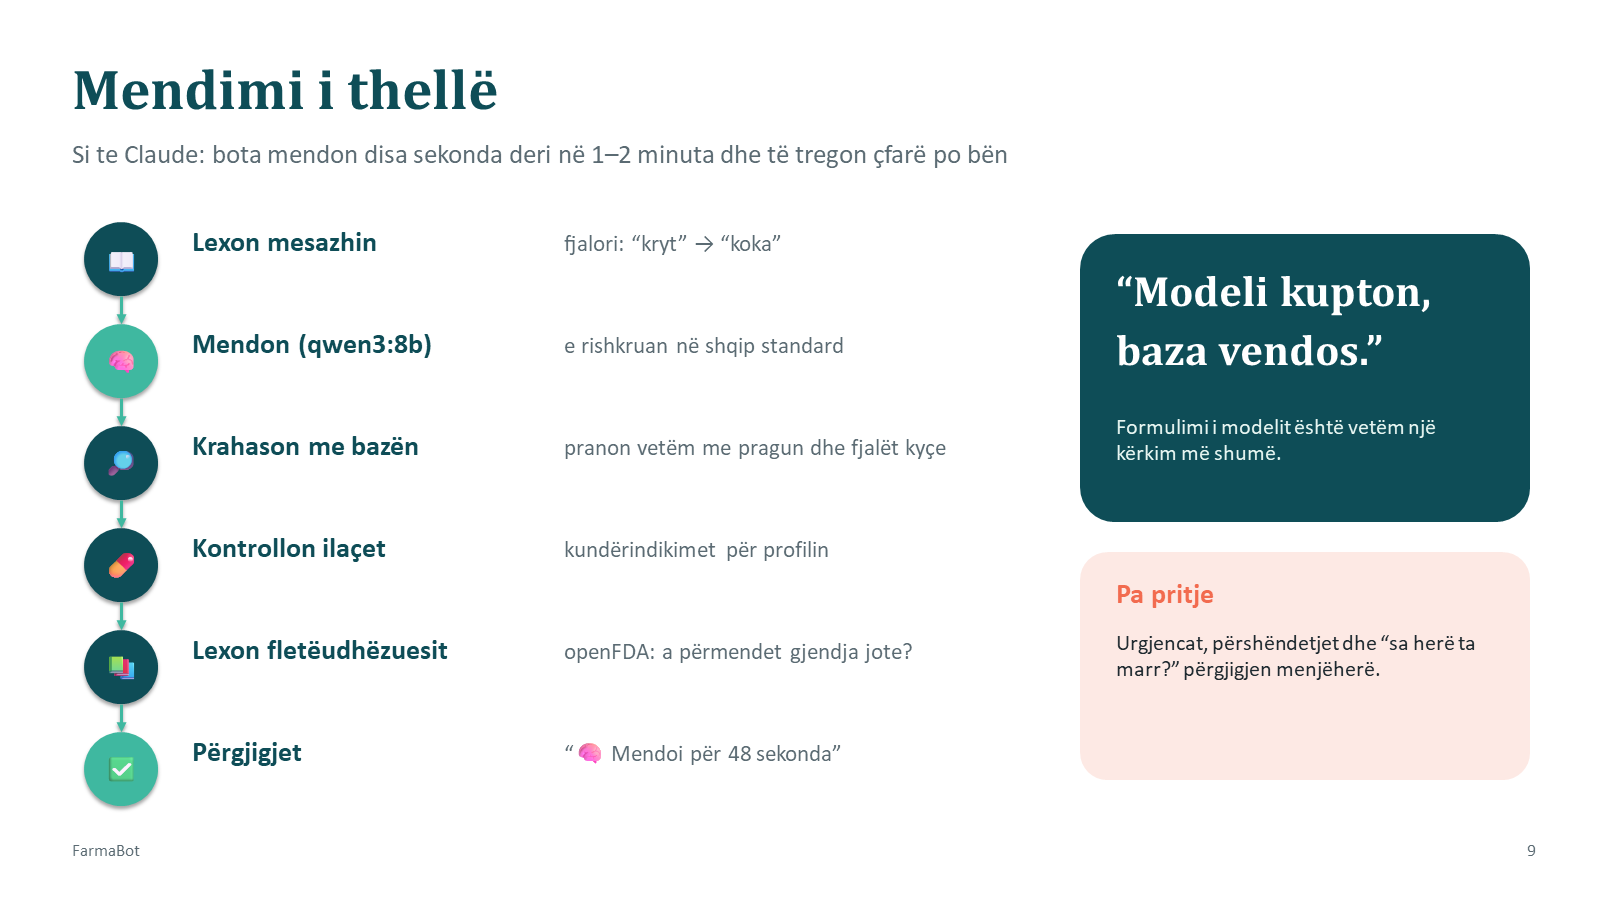 Mendimi i thellë
Si te Claude: bota mendon disa sekonda deri në 1–2 minuta dhe të tregon çfarë po bën
Lexon mesazhin
fjalori: “kryt” → “koka”
Mendon (qwen3:8b)
e rishkruan në shqip standard
Krahason me bazën
pranon vetëm me pragun dhe fjalët kyçe
Kontrollon ilaçet
kundërindikimet për profilin
Lexon fletëudhëzuesit
openFDA: a përmendet gjendja jote?
Përgjigjet
“🧠 Mendoi për 48 sekonda”
“Modeli kupton,
baza vendos.”
Formulimi i modelit është vetëm një
kërkim më shumë.
Pa pritje
Urgjencat, përshëndetjet dhe “sa herë ta
marr?” përgjigjen menjëherë.
FarmaBot
9